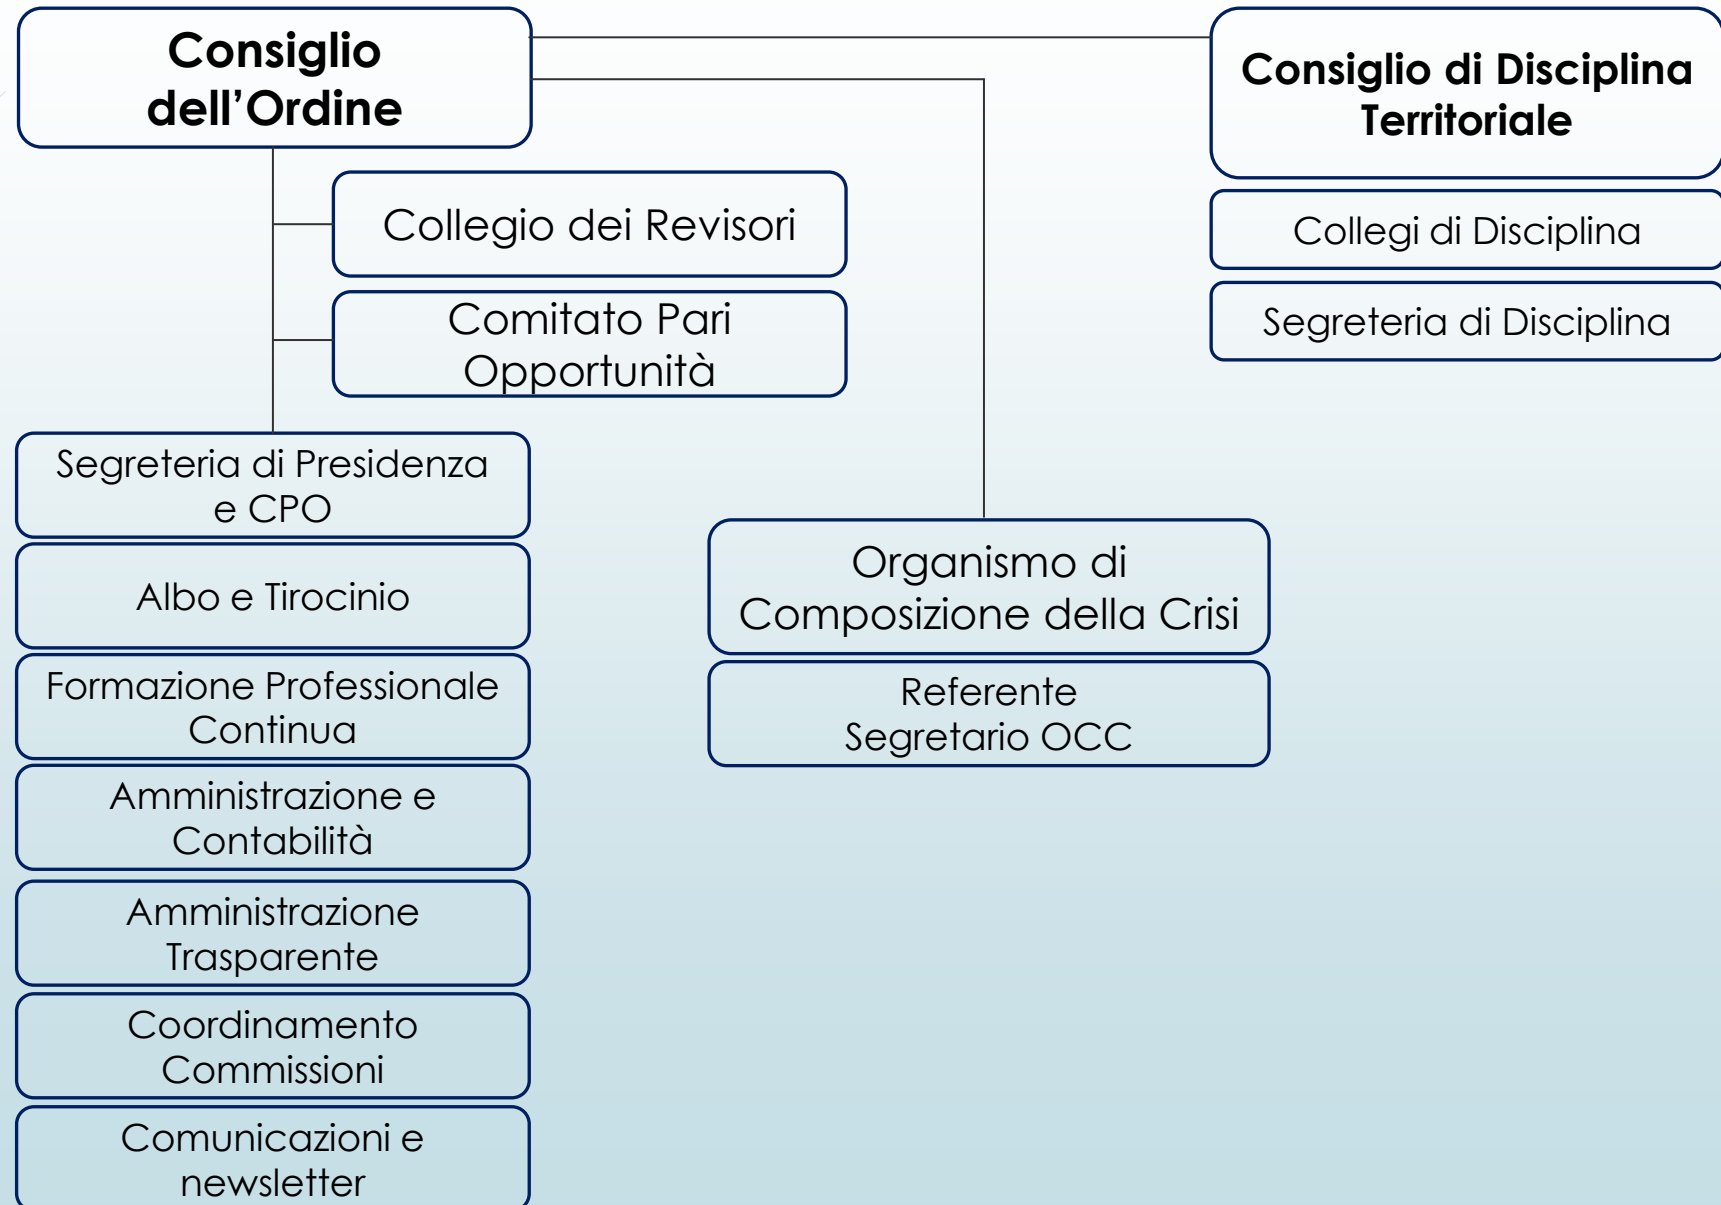 Consiglio
dell’Ordine
Consiglio di Disciplina
Territoriale
Collegio dei Revisori
Collegi di Disciplina
Comitato Pari
Opportunità
Segreteria di Disciplina
Segreteria di Presidenza
e CPO
Albo e Tirocinio
Formazione Professionale
Continua
Amministrazione e
Contabilità
Amministrazione
Trasparente
Coordinamento
Commissioni
Comunicazioni e
newsletter
Organismo di
Composizione della Crisi
Referente
Segretario OCC